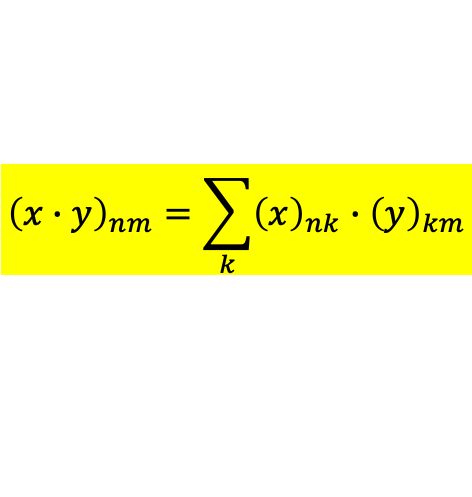 (x · y)ₙₘ = ∑ₖ (x)ₙₖ · (y)ₖₘ